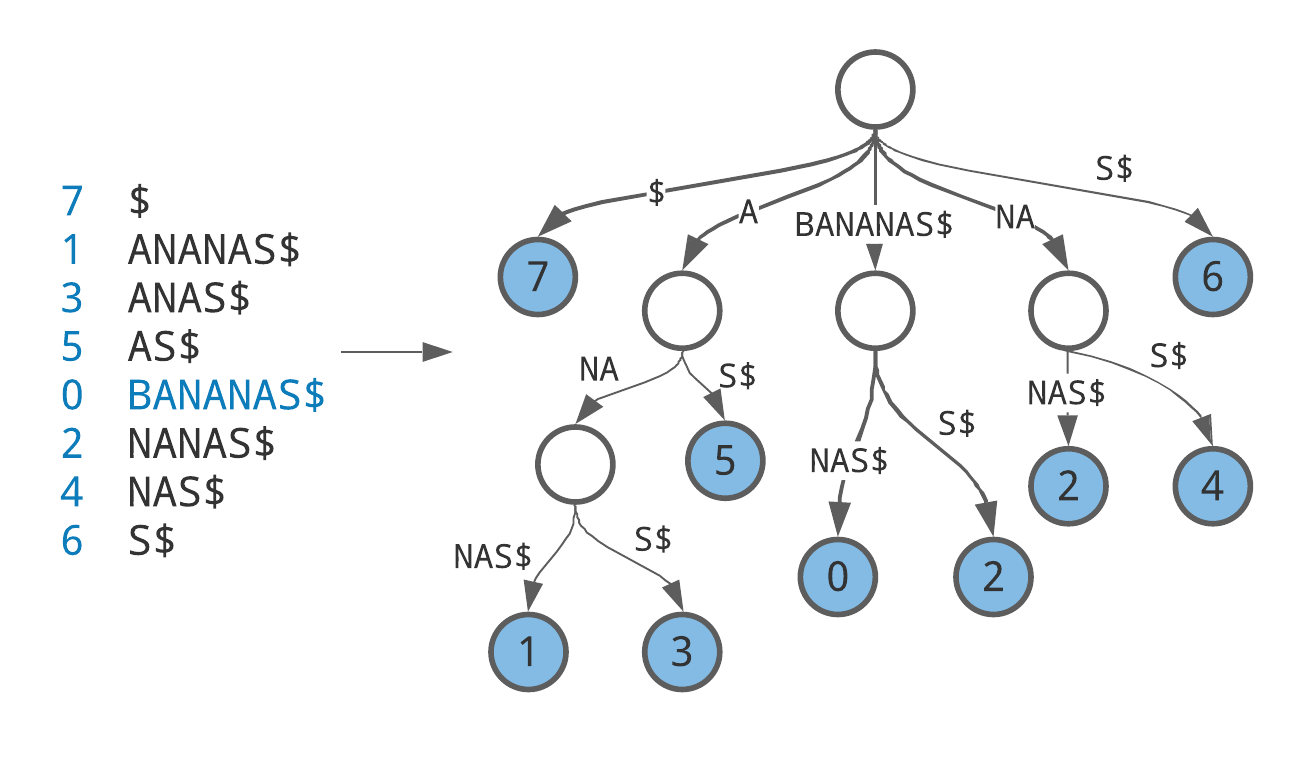 7 $
1 ANANAS$
3 ANAS$
5 AS$
0 BANANAS$
2 NANAS$
4 NAS$
6 S$
S$
$
A
BANANAS$
NA
7
6
NA
S$
NAS$
S$
5
NAS$
S$
2
4
NAS$
S$
0
2
1
3